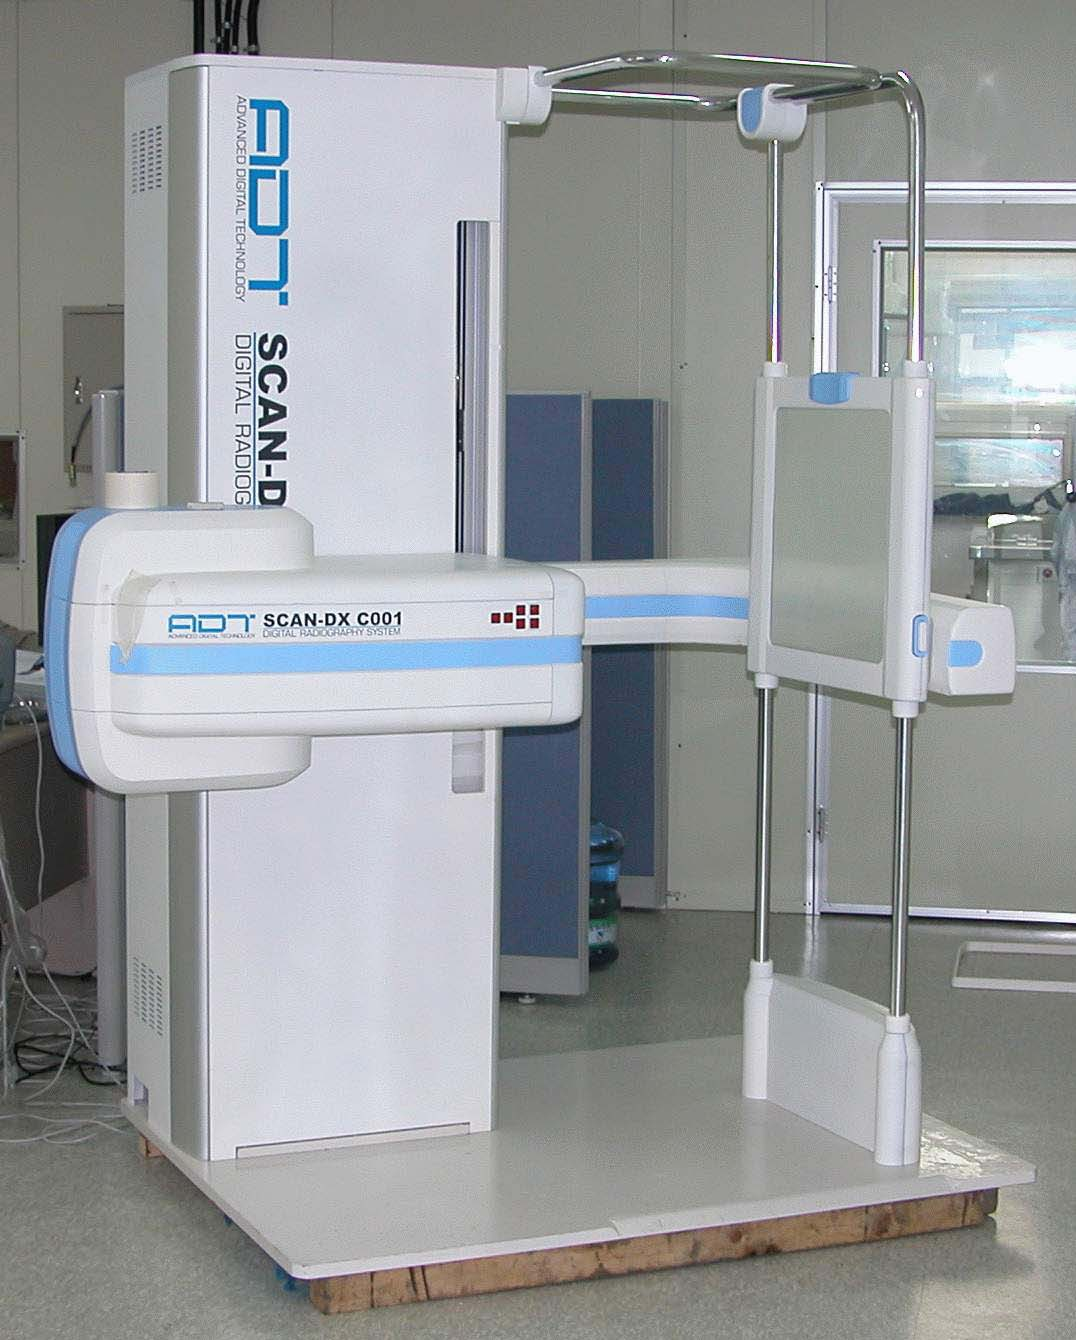 ADT
ADVANCED DIGITAL TECHNOLOGY
SCAN-D
DIGITAL RADIOG
ADT
ADVANCED DIGITAL TECHNOLOGY
SCAN-DX C001
DIGITAL RADIOGRAPHY SYSTEM